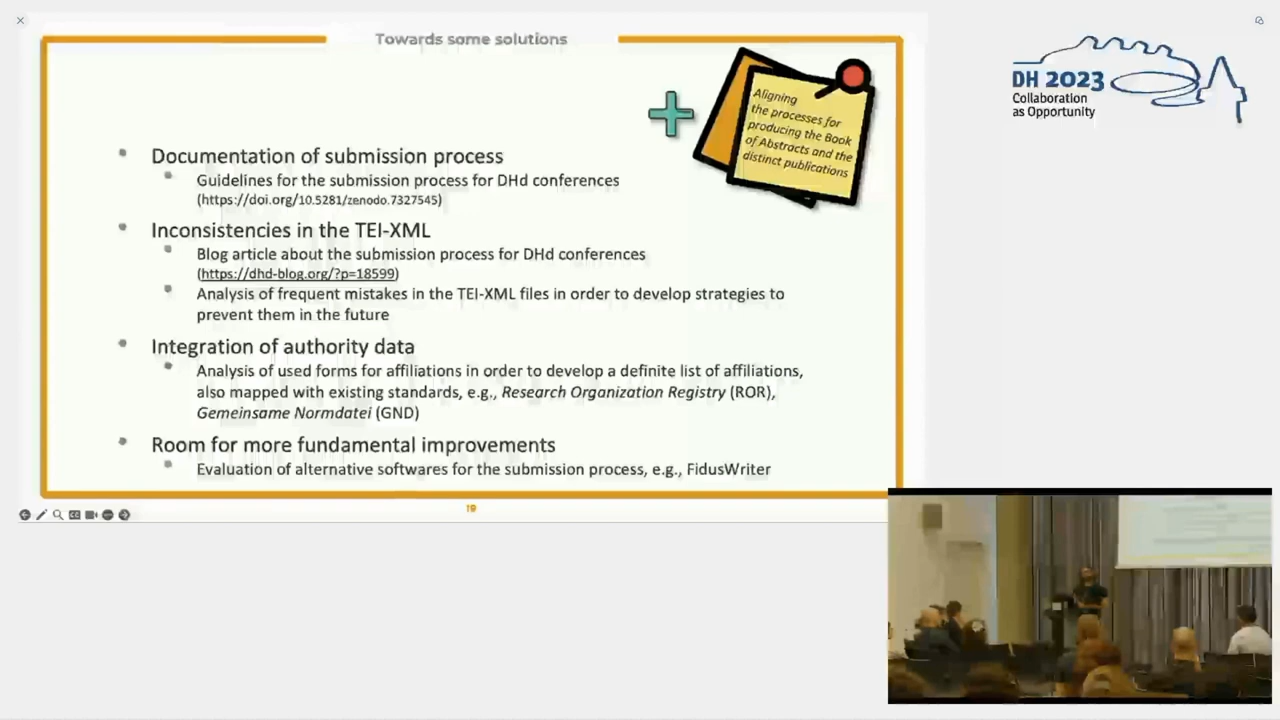 Towards some solutions
Aligning
the processes for
producing the Book
of Abstracts and the
distinct publications
DH 2023
Collaboration
as Opportunity
Documentation of submission process
Guidelines for the submission process for DHd conferences
(https://doi.org/10.5281/zenodo.7327545)
Inconsistencies in the TEI-XML
Blog article about the submission process for DHd conferences
(https://dhd-blog.org/?p=18599)
Analysis of frequent mistakes in the TEI-XML files in order to develop strategies to
prevent them in the future
Integration of authority data
Analysis of used forms for affiliations in order to develop a definite list of affiliations,
also mapped with existing standards, e.g., Research Organization Registry (ROR),
Gemeinsame Normdatei (GND)
Room for more fundamental improvements
Evaluation of alternative softwares for the submission process, e.g., FidusWriter
19